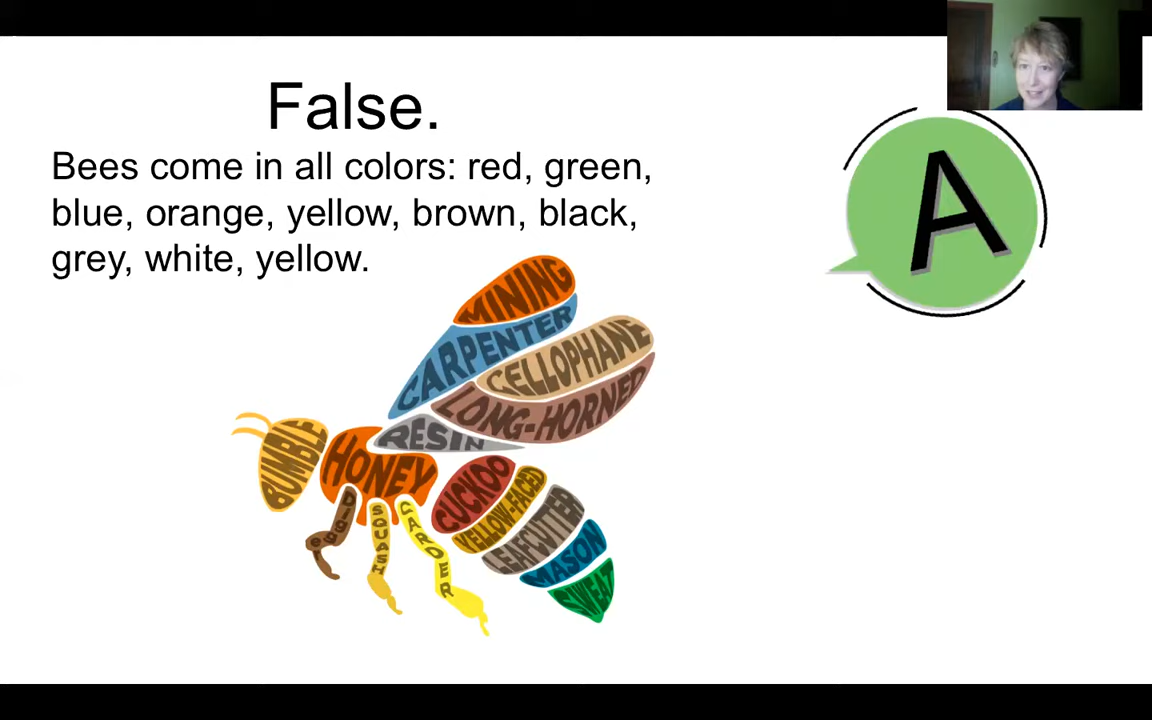 False.
Bees come in all colors: red, green,
blue, orange, yellow, brown, black,
grey, white, yellow.
A
MINING
CARPENTER
CELLOPHANE
LONG-HORNED
RESIN
BUMBLE
HONEY
CUCKOO
YELLOW-FACED
LEAFCUTTER
MASON
SWEAT
Digger
SQUASH
CARDER